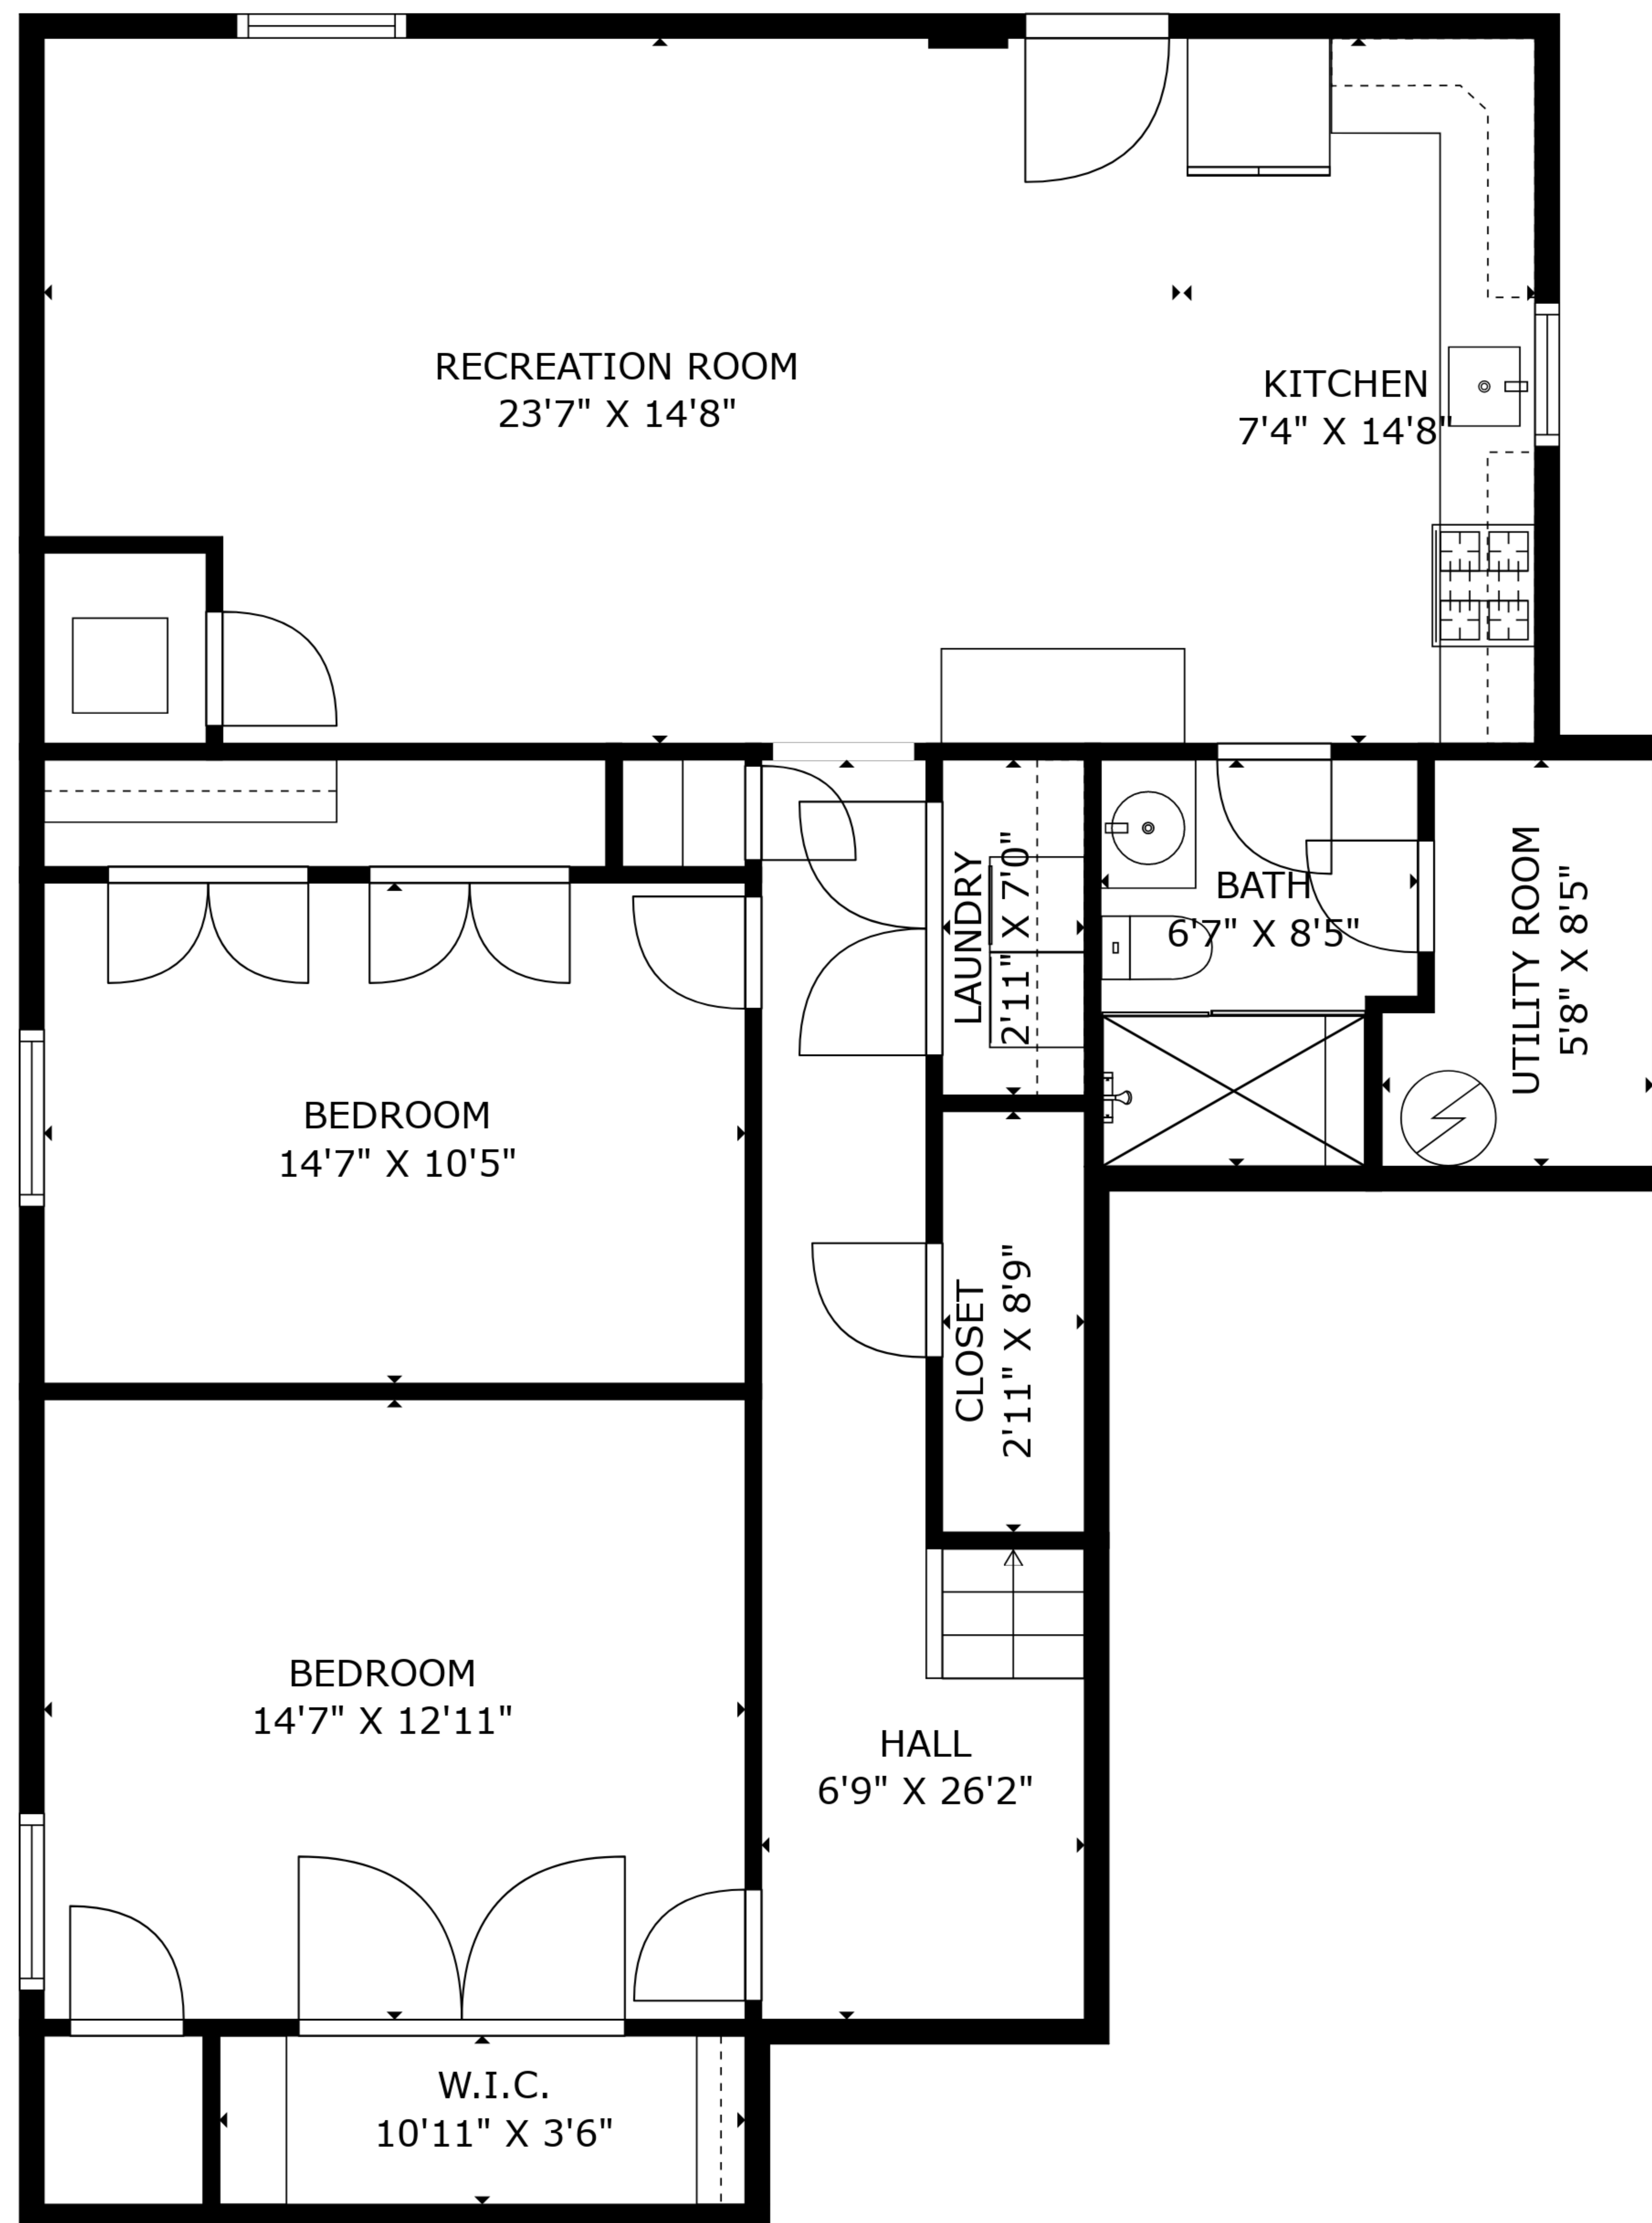 RECREATION ROOM
23'7" X 14'8"
KITCHEN
7'4" X 14'8"
LAUNDRY
2'11" X 7'0"
BATH
6'7" X 8'5"
UTILITY ROOM
5'8" X 8'5"
BEDROOM
14'7" X 10'5"
CLOSET
2'11" X 8'9"
BEDROOM
14'7" X 12'11"
HALL
6'9" X 26'2"
W.I.C.
10'11" X 3'6"